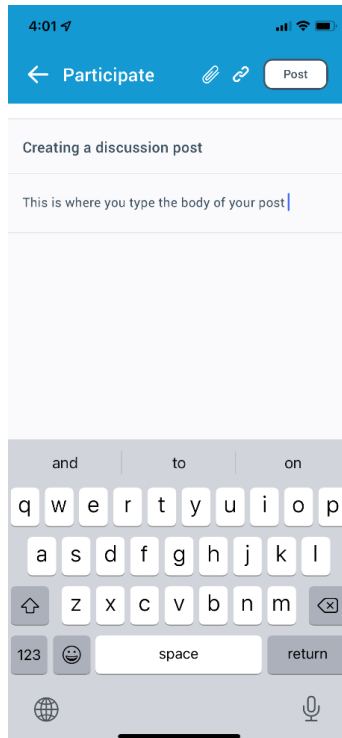 4:01
Participate Post
Creating a discussion post
This is where you type the body of your post
and to on
q w e r t y u i o p
a s d f g h j k l
z x c v b n m
123 space return